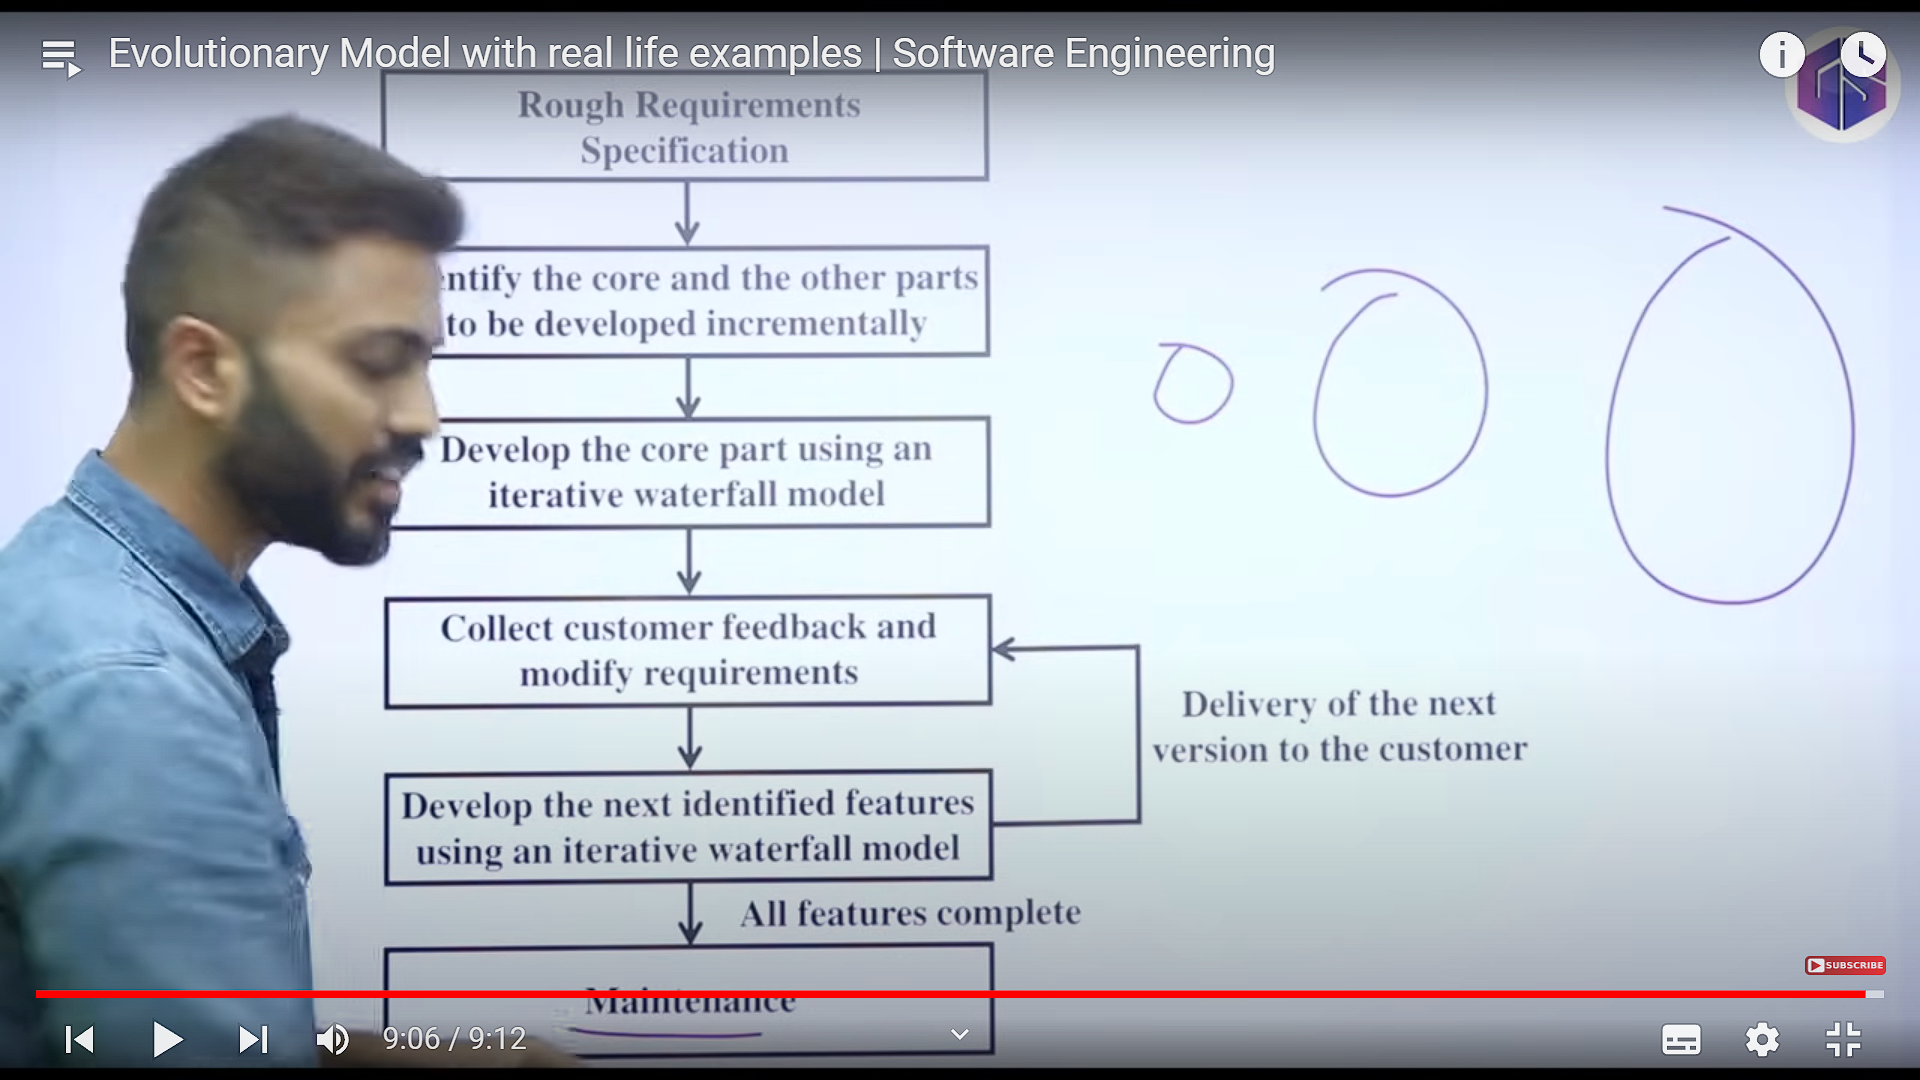 Evolutionary Model with real life examples | Software Engineering
Rough Requirements
Specification
ntify the core and the other parts
to be developed incrementally
Develop the core part using an
iterative waterfall model
Collect customer feedback and
modify requirements
Delivery of the next
version to the customer
Develop the next identified features
using an iterative waterfall model
All features complete
SUBSCRIBE
Maintenance
9:06 / 9:12